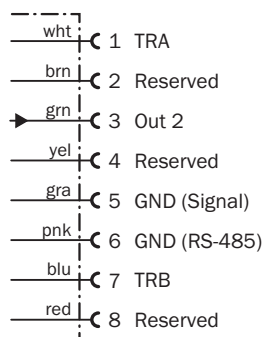 wht 1 TRA
brn 2 Reserved
grn 3 Out 2
yel 4 Reserved
gra 5 GND (Signal)
pnk 6 GND (RS-485)
blu 7 TRB
red 8 Reserved